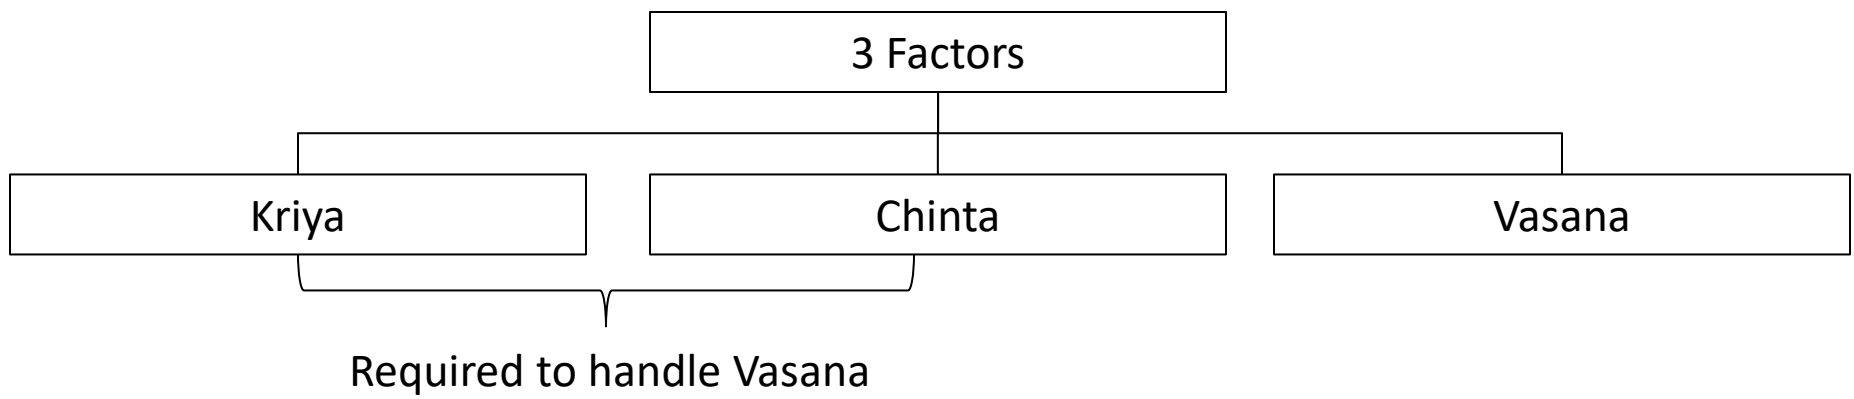 3 Factors
Kriya
Chinta
Vasana
Required to handle Vasana